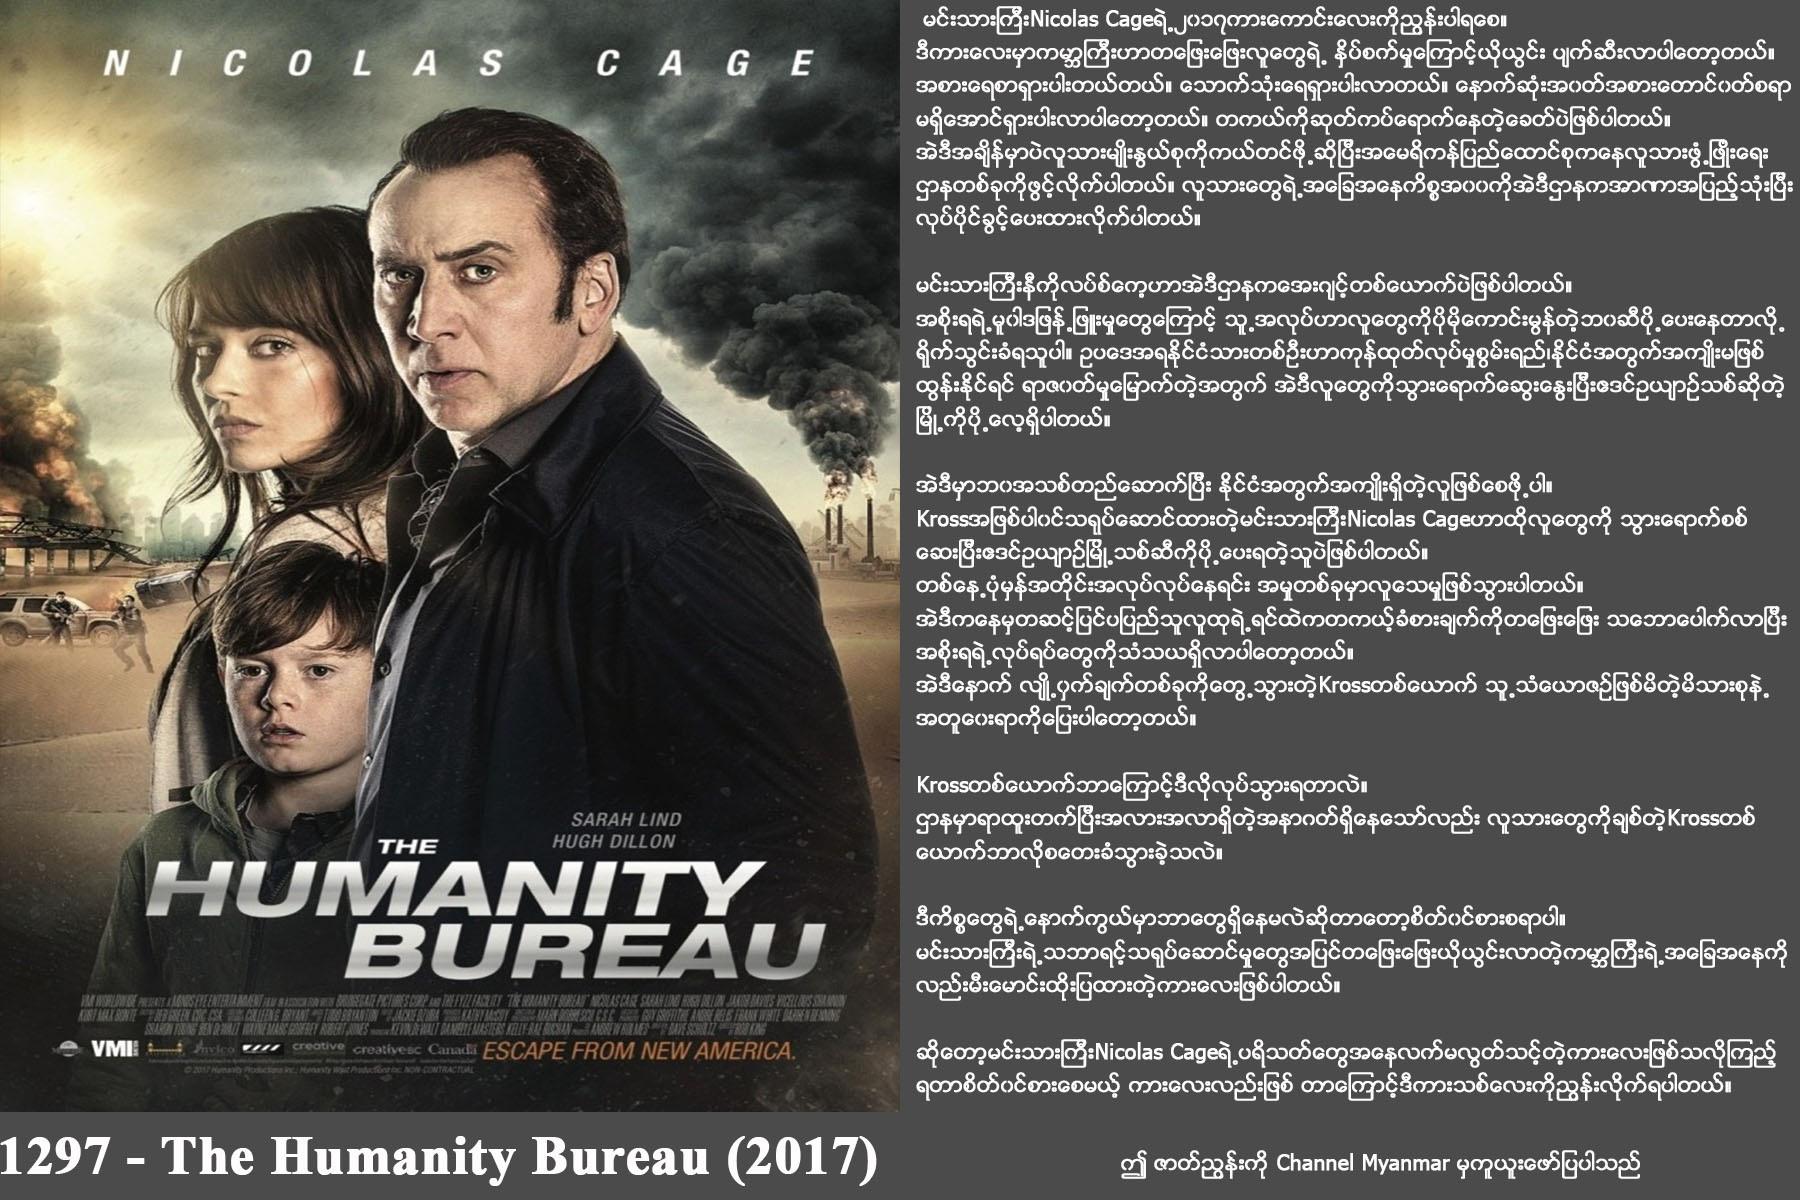 NICOLAS CAGE
SARAH LIND
HUGH DILLON
THE
HUMANITY
BUREAU
VMI
creative
creativesc Canada
ESCAPE FROM NEW AMERICA.
1297 - The Humanity Bureau (2017)
မင်းသားကြီးNicolas Cageရဲ့၂၀၁၇ကားကောင်းလေးကိုညွှန်းပါရစေ။
ဒီကားလေးမှာကမ္ဘာကြီးဟာတဖြေးဖြေးလူတွေရဲ့ နှိပ်စက်မှုကြောင့်ယိုယွင်း ပျက်ဆီးလာပါတော့တယ်။
အစားရေစာရှားပါးတယ်တယ်။ သောက်သုံးရေရှားပါးလာတယ်။ နောက်ဆုံးအဝတ်အစားတောင်ဝတ်စရာ
မရှိအောင်ရှားပါးလာပါတော့တယ်။ တကယ်ကိုဆုတ်ကပ်ရောက်နေတဲ့ခေတ်ပဲဖြစ်ပါတယ်။
အဲဒီအချိန်မှာပဲလူသားမျိုးနွယ်စုကိုကယ်တင်ဖို့ဆိုပြီးအမေရိကန်ပြည်ထောင်စုကနေလူသားဖွံ့ဖြိုးရေး
ဌာနတစ်ခုကိုဖွင့်လိုက်ပါတယ်။ လူသားတွေရဲ့အခြေအနေကိစ္စအဝဝကိုအဲဒီဌာနကအာဏာအပြည့်သုံးပြီး
လုပ်ပိုင်ခွင့်ပေးထားလိုက်ပါတယ်။
မင်းသားကြီးနီကိုလပ်စ်ကေ့ဟာအဲဒီဌာနကအေးဂျင့်တစ်ယောက်ပဲဖြစ်ပါတယ်။
အစိုးရရဲ့မူဝါဒဖြန့်ဖြူးမှုတွေကြောင့် သူ့အလုပ်ဟာလူတွေကိုပိုမိုကောင်းမွန်တဲ့ဘဝဆီပို့ပေးနေတာလို့
ရိုက်သွင်းခံရသူပါ။ ဥပဒေအရနိုင်ငံသားတစ်ဦးဟာကုန်ထုတ်လုပ်မှုစွမ်းရည်၊နိုင်ငံအတွက်အကျိုးမဖြစ်
ထွန်းနိုင်ရင် ရာဇဝတ်မှုမြောက်တဲ့အတွက် အဲဒီလူတွေကိုသွားရောက်ဆွေးနွေးပြီးဧဒင်ဥယျာဉ်သစ်ဆိုတဲ့
မြို့ကိုပို့လေ့ရှိပါတယ်။
အဲဒီမှာဘဝအသစ်တည်ဆောက်ပြီး နိုင်ငံအတွက်အကျိုးရှိတဲ့လူဖြစ်စေဖို့ပါ။
Krossအဖြစ်ပါဝင်သရုပ်ဆောင်ထားတဲ့မင်းသားကြီးNicolas Cageဟာထိုလူတွေကို သွားရောက်စစ်
ဆေးပြီးဧဒင်ဥယျာဉ်မြို့သစ်ဆီကိုပို့ပေးရတဲ့သူပဲဖြစ်ပါတယ်။
တစ်နေ့ပုံမှန်အတိုင်းအလုပ်လုပ်နေရင်း အမှုတစ်ခုမှာလူသေမှုဖြစ်သွားပါတယ်။
အဲဒီကနေမှတဆင့်ပြင်ပပြည်သူလူထုရဲ့ရင်ထဲကတကယ့်ခံစားချက်ကိုတဖြေးဖြေး သဘောပေါက်လာပြီး
အစိုးရရဲ့လုပ်ရပ်တွေကိုသံသယရှိလာပါတော့တယ်။
အဲဒီနောက် လျှို့ဝှက်ချက်တစ်ခုကိုတွေ့သွားတဲ့Krossတစ်ယောက် သူ့သံယောဇဉ်ဖြစ်မိတဲ့မိသားစုနဲ့
အတူဝေးရာကိုပြေးပါတော့တယ်။
Krossတစ်ယောက်ဘာကြောင့်ဒီလိုလုပ်သွားရတာလဲ။
ဌာနမှာရာထူးတက်ပြီးအလားအလာရှိတဲ့အနာဂတ်ရှိနေသော်လည်း လူသားတွေကိုချစ်တဲ့Krossတစ်
ယောက်ဘာလိုစတေးခံသွားခဲ့သလဲ။
ဒီကိစ္စတွေရဲ့နောက်ကွယ်မှာဘာတွေရှိနေမလဲဆိုတာတော့စိတ်ဝင်စားစရာပါ။
မင်းသားကြီးရဲ့သဘာရင့်သရုပ်ဆောင်မှုတွေအပြင်တဖြေးဖြေးယိုယွင်းလာတဲ့ကမ္ဘာကြီးရဲ့အခြေအနေကို
လည်းမီးမောင်းထိုးပြထားတဲ့ကားလေးဖြစ်ပါတယ်။
ဆိုတော့မင်းသားကြီးNicolas Cageရဲ့ပရိသတ်တွေအနေလက်မလွတ်သင့်တဲ့ကားလေးဖြစ်သလိုကြည့်
ရတာစိတ်ဝင်စားစေမယ့် ကားလေးလည်းဖြစ် တာကြောင့်ဒီကားသစ်လေးကိုညွှန်းလိုက်ရပါတယ်။
ဤ ဇာတ်ညွှန်းကို Channel Myanmar မှကူယူးဖော်ပြပါသည်